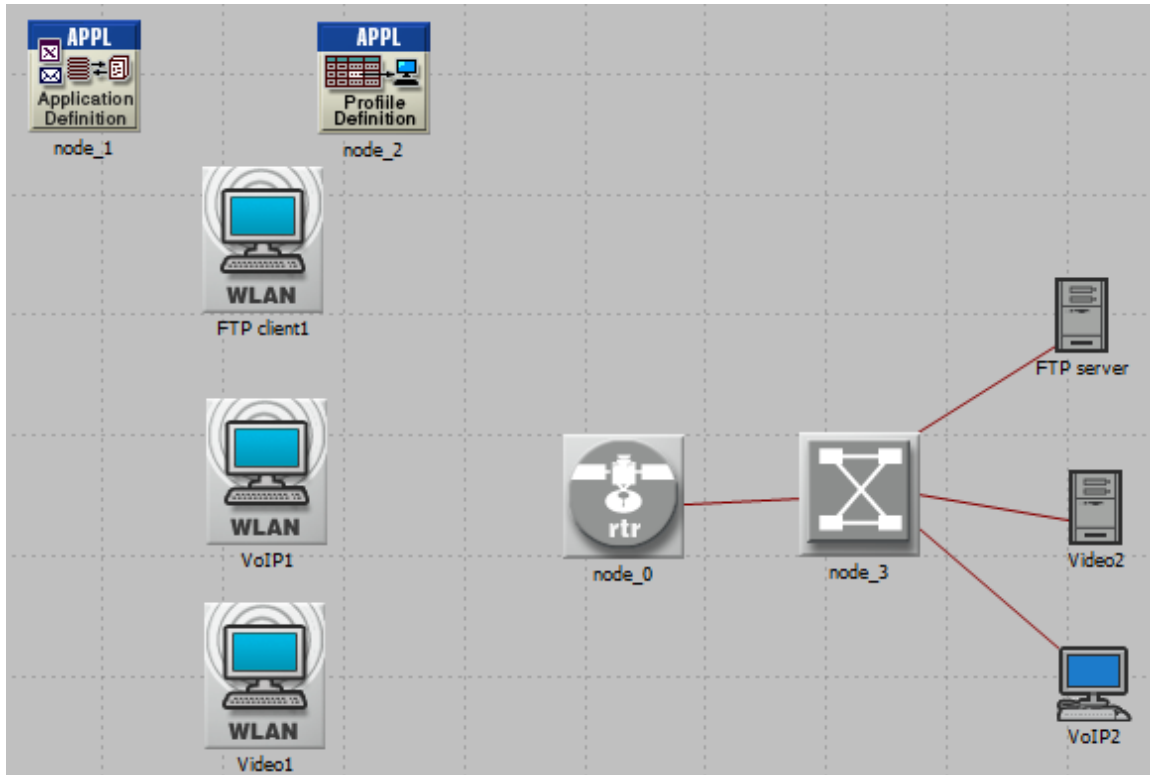 APPL
Application
Definition
node_1
APPL
Profiile
Definition
node_2
WLAN
FTP client1
FTP server
WLAN
VoIP1
rtr
node_0
node_3
Video2
WLAN
Video1
VoIP2